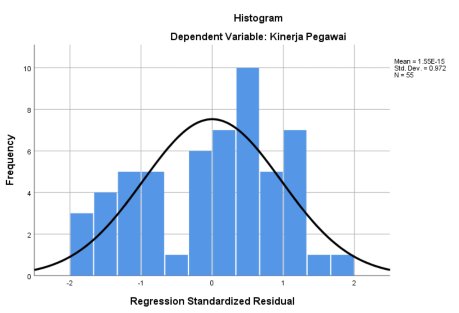 Histogram
Dependent Variable: Kinerja Pegawai
Mean = 1.55E-15
Std. Dev. = 0.972
N = 55
Frequency
10
8
6
4
2
0
-2 -1 0 1 2
Regression Standardized Residual